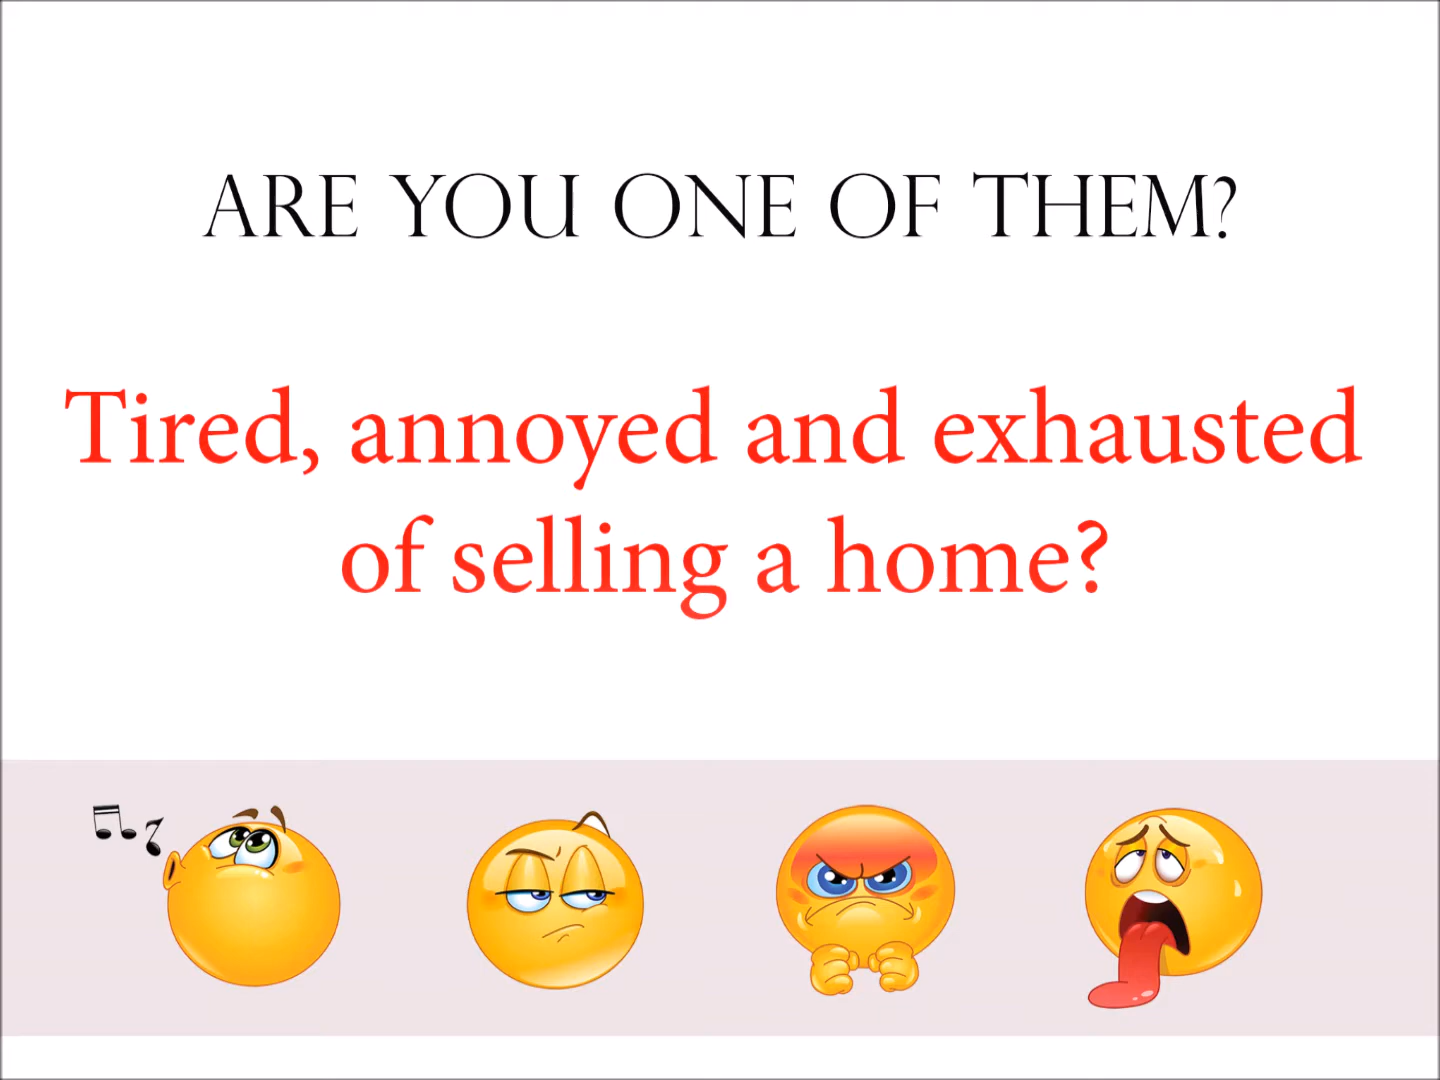 ARE YOU ONE OF THEM?
Tired, annoyed and exhausted
of selling a home?